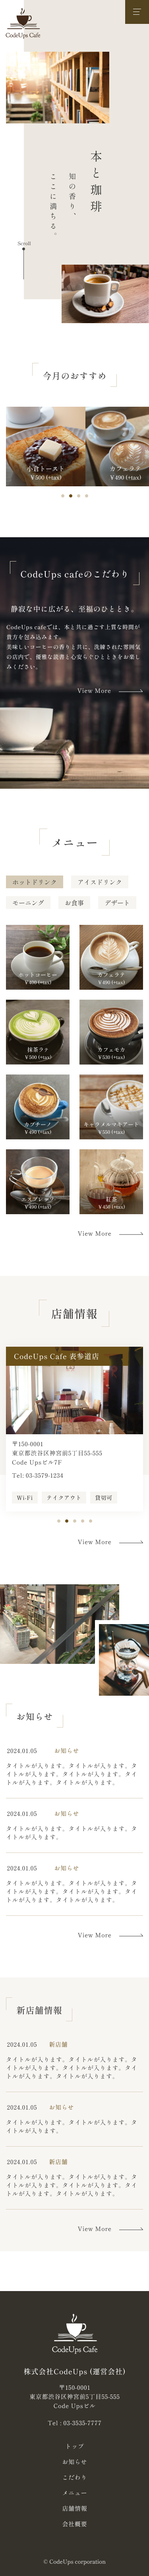 CodeUps Cafe
本と珈琲
知の香り、
ここに満ちる。
Scroll
今月のおすすめ
小倉トースト
￥500 (+tax)
カフェラテ
￥490 (+tax)
CodeUps cafeのこだわり
静寂な中に広がる、至福のひととき。
CodeUps cafeでは、本と共に過ごす上質な時間が
貴方を包み込みます。
美味しいコーヒーの香りと共に、洗練された雰囲気
の店内で、優雅な読書と心安らぐひとときをお楽し
みください。
View More
メニュー
ホットドリンク
アイスドリンク
モーニング
お食事
デザート
ホットコーヒー
カフェラテ
￥490 (+tax)
抹茶ラテ
￥500 (+tax)
カフェモカ
￥530 (+tax)
カプチーノ
￥490 (+tax)
キャラメルラテアート
￥550 (+tax)
エスプレッソ
￥490 (+tax)
紅茶
￥450 (+tax)
View More
店舗情報
CodeUps Cafe 表参道店
〒150-0001
東京都渋谷区神宮前5丁目55-555
Code Upsビル7F
Tel: 03-3579-1234
Wi-Fi
テイクアウト
貸切可
View More
お知らせ
2024.01.05
お知らせ
タイトルが入ります。タイトルが入ります。タ
イトルが入ります。タイトルが入ります。タイ
トルが入ります。タイトルが入ります。
2024.01.05
お知らせ
タイトルが入ります。タイトルが入ります。タ
イトルが入ります。
2024.01.05
お知らせ
タイトルが入ります。タイトルが入ります。タ
イトルが入ります。タイトルが入ります。タイ
トルが入ります。タイトルが入ります。
View More
新店舗情報
2024.01.05
新店舗
タイトルが入ります。タイトルが入ります。タ
イトルが入ります。タイトルが入ります。タイ
トルが入ります。タイトルが入ります。
2024.01.05
お知らせ
タイトルが入ります。タイトルが入ります。タ
イトルが入ります。
2024.01.05
新店舗
タイトルが入ります。タイトルが入ります。タ
イトルが入ります。タイトルが入ります。タイ
トルが入ります。タイトルが入ります。
View More
CodeUps Cafe
株式会社CodeUps (運営会社)
〒150-0001
東京都渋谷区神宮前5丁目55-555
Code Upsビル
Tel : 03-3535-7777
トップ
お知らせ
こだわり
メニュー
店舗情報
会社概要
© CodeUps corporation